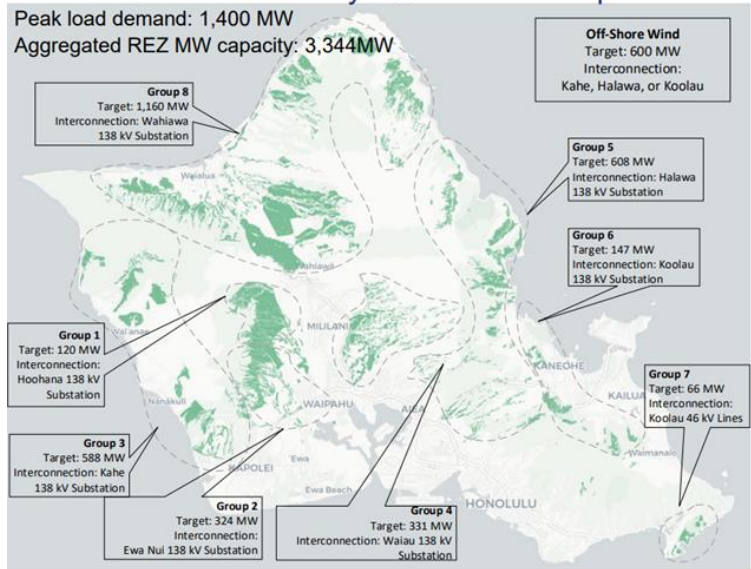 Peak load demand: 1,400 MW
Aggregated REZ MW capacity: 3,344MW
Off-Shore Wind
Target: 600 MW
Interconnection:
Kahe, Halawa, or Koolau
Group 8
Target: 1,160 MW
Interconnection: Wahiawa
138 kV Substation
Group 5
Target: 608 MW
Interconnection: Halawa
138 kV Substation
Waialua
Group 6
Target: 147 MW
Interconnection: Koolau
138 kV Substation
Group 1
Target: 120 MW
Interconnection:
Hoohana 138 kV
Substation
Wai'anae
MILILANI
KANEOHE
KAILUA
Group 7
Target: 66 MW
Interconnection:
Koolau 46 kV Lines
Nānākuli
WAIPAHU
AIEA
Waimanalo
Group 3
Target: 588 MW
Interconnection: Kahe
138 kV Substation
KAPOLEI
Ewa
Ewa Beach
HONOLULU
Group 2
Target: 324 MW
Interconnection:
Ewa Nui 138 kV Substation
Group 4
Target: 331 MW
Interconnection: Waiau 138 kV
Substation